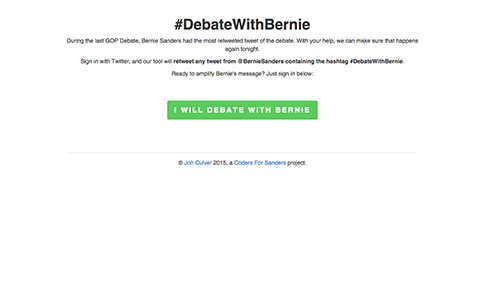 #DebateWithBernie
During the last GOP Debate, Bernie Sanders had the most retweeted tweet of the debate. With your help, we can make sure that happens
again tonight.
Sign in with Twitter, and our tool will retweet any tweet from @BernieSanders containing the hashtag #DebateWithBernie.
Ready to amplify Bernie's message? Just sign in below:
I WILL DEBATE WITH BERNIE
© Jon Culver 2015, a Coders For Sanders project.